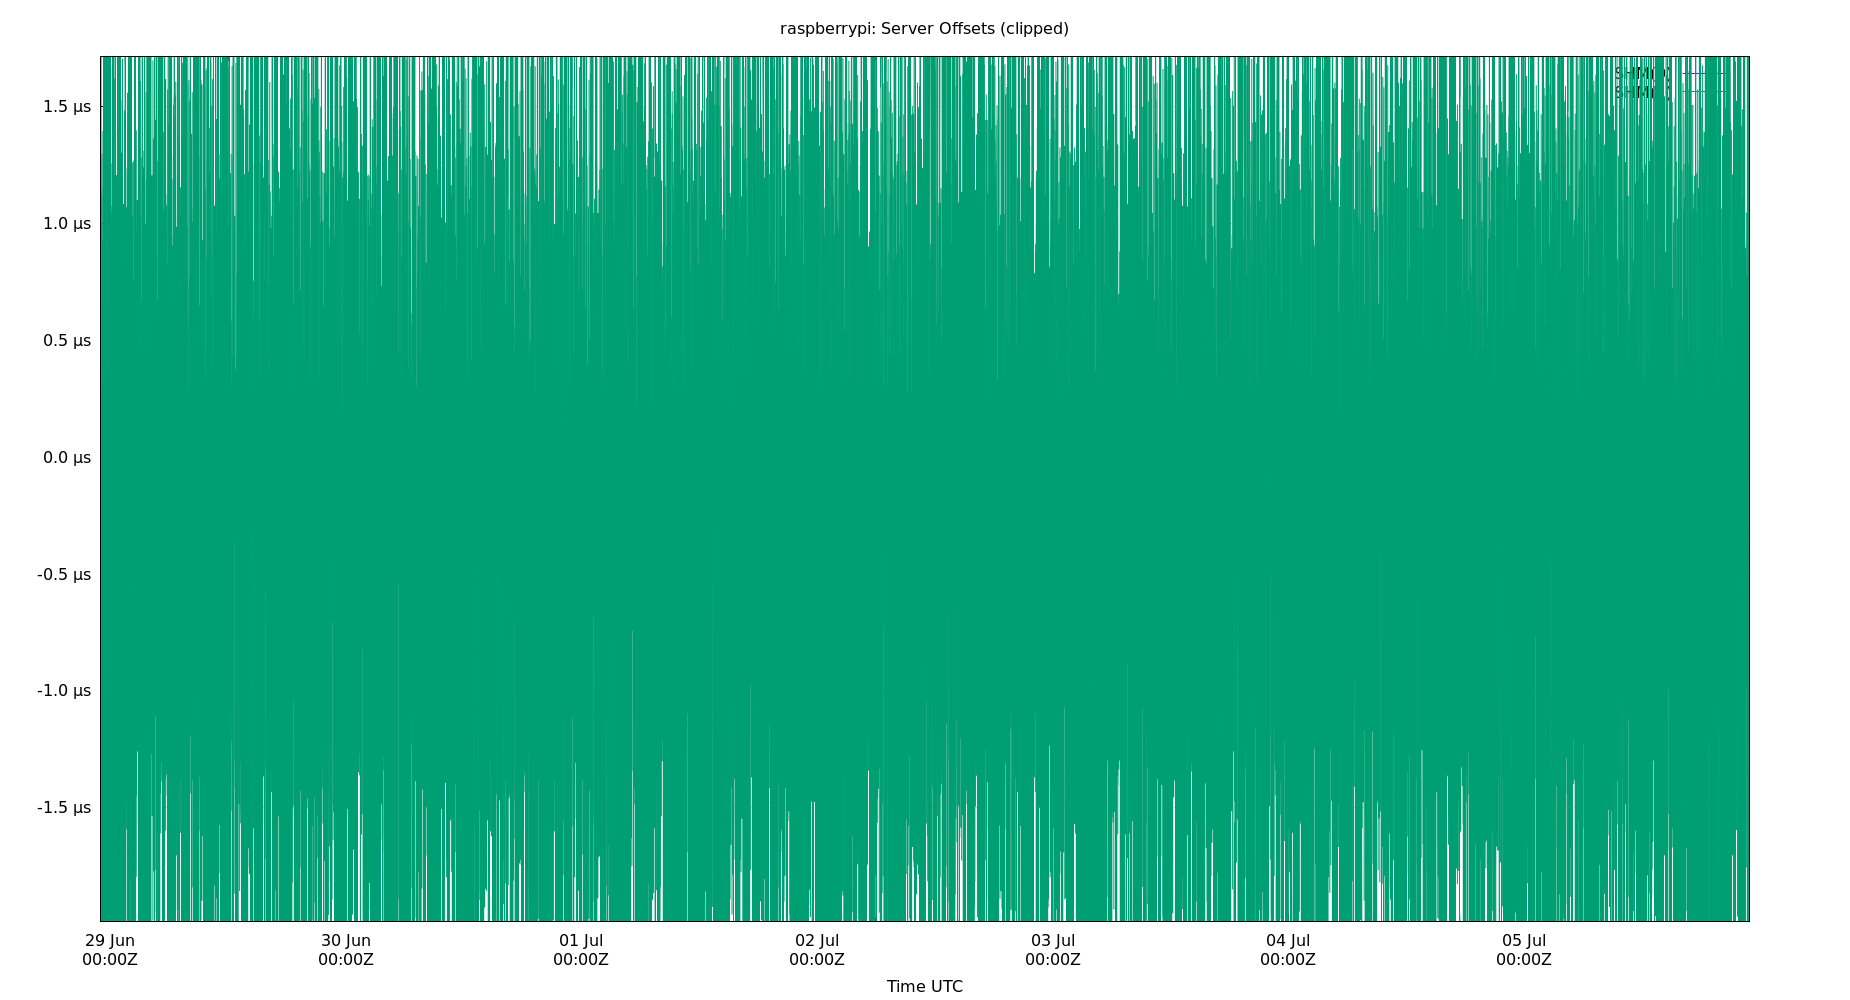 raspberrypi: Server Offsets (clipped)
1.5 µs
1.0 µs
0.5 µs
0.0 µs
-0.5 µs
-1.0 µs
-1.5 µs
29 Jun 30 Jun 01 Jul 02 Jul 03 Jul 04 Jul 05 Jul
00:00Z 00:00Z 00:00Z 00:00Z 00:00Z 00:00Z 00:00Z
Time UTC